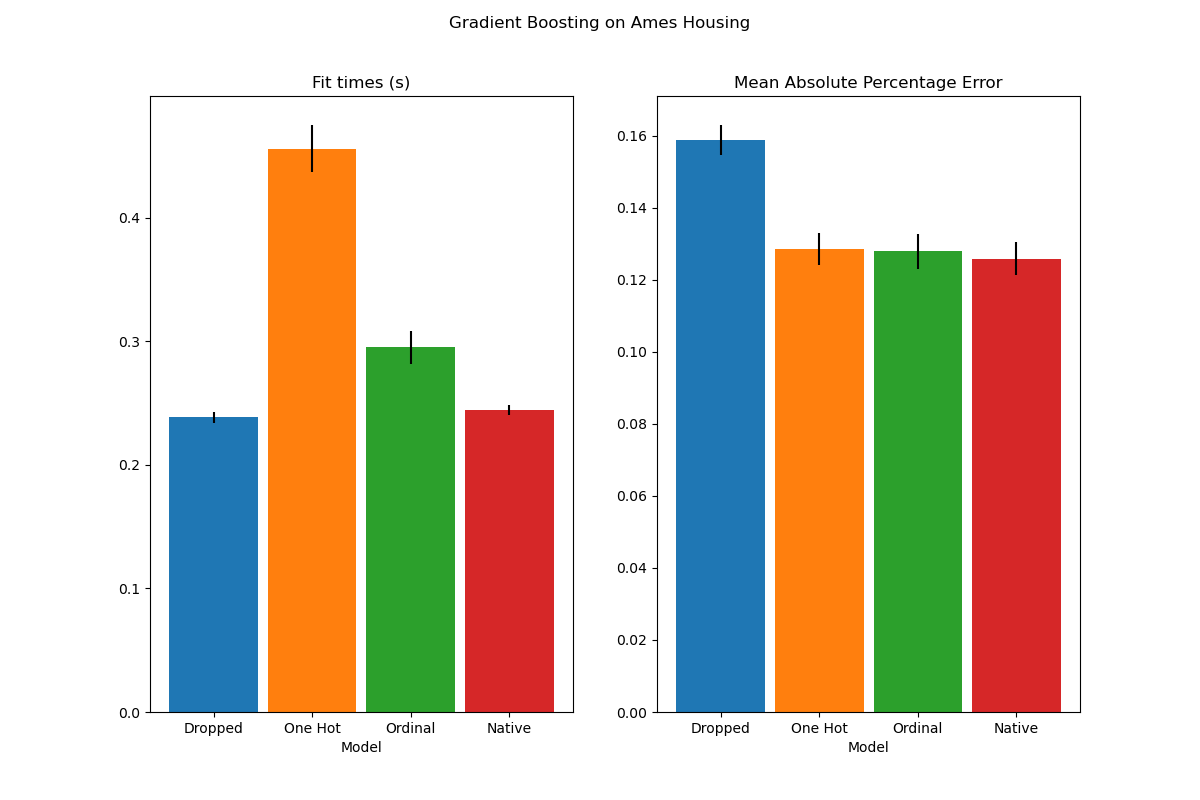 Gradient Boosting on Ames Housing
Fit times (s)
0.4
0.3
0.2
0.1
0.0
Dropped One Hot Ordinal Native
Model
Mean Absolute Percentage Error
0.16
0.14
0.12
0.10
0.08
0.06
0.04
0.02
0.00
Dropped One Hot Ordinal Native
Model